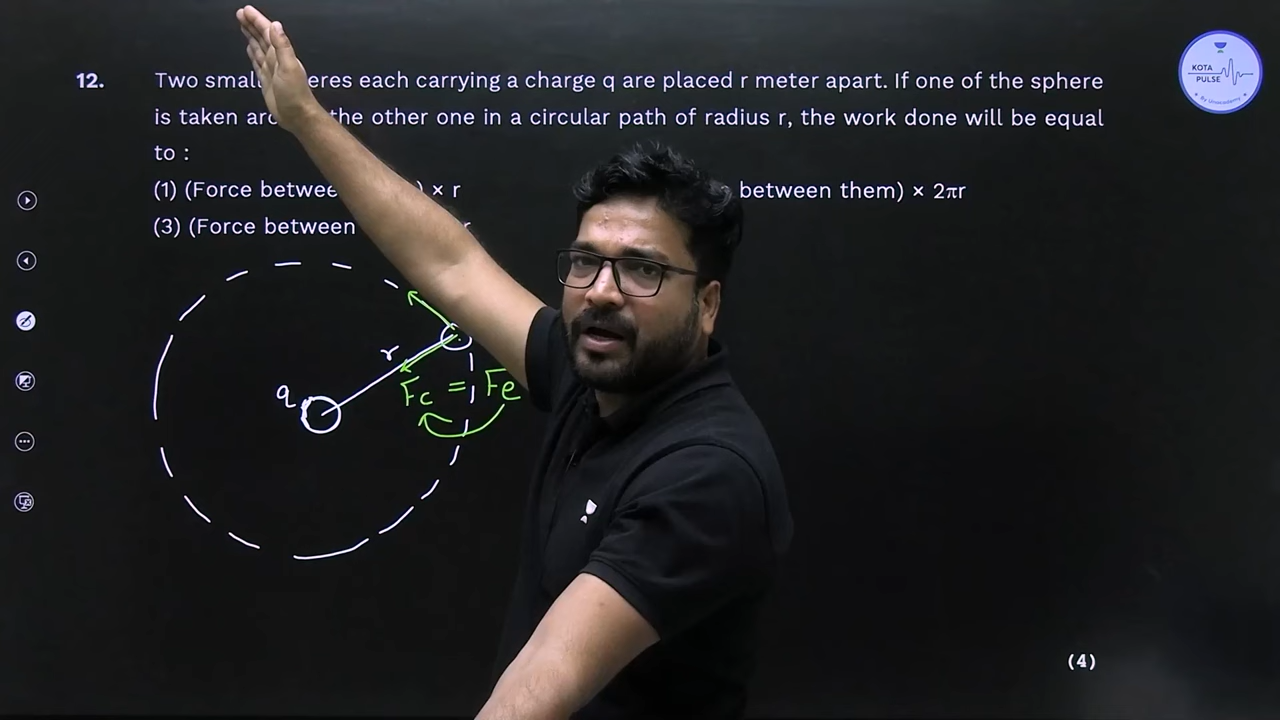 12. Two small eres each carrying a charge q are placed r meter apart. If one of the sphere
is taken the other one in a circular path of radius r, the work done will be equal
to :
(1) (Force × r between them) × 2πr
(3) (Force between r
r
q
Fc = Fe
(4)
KOTA
PULSE
By Unacademy